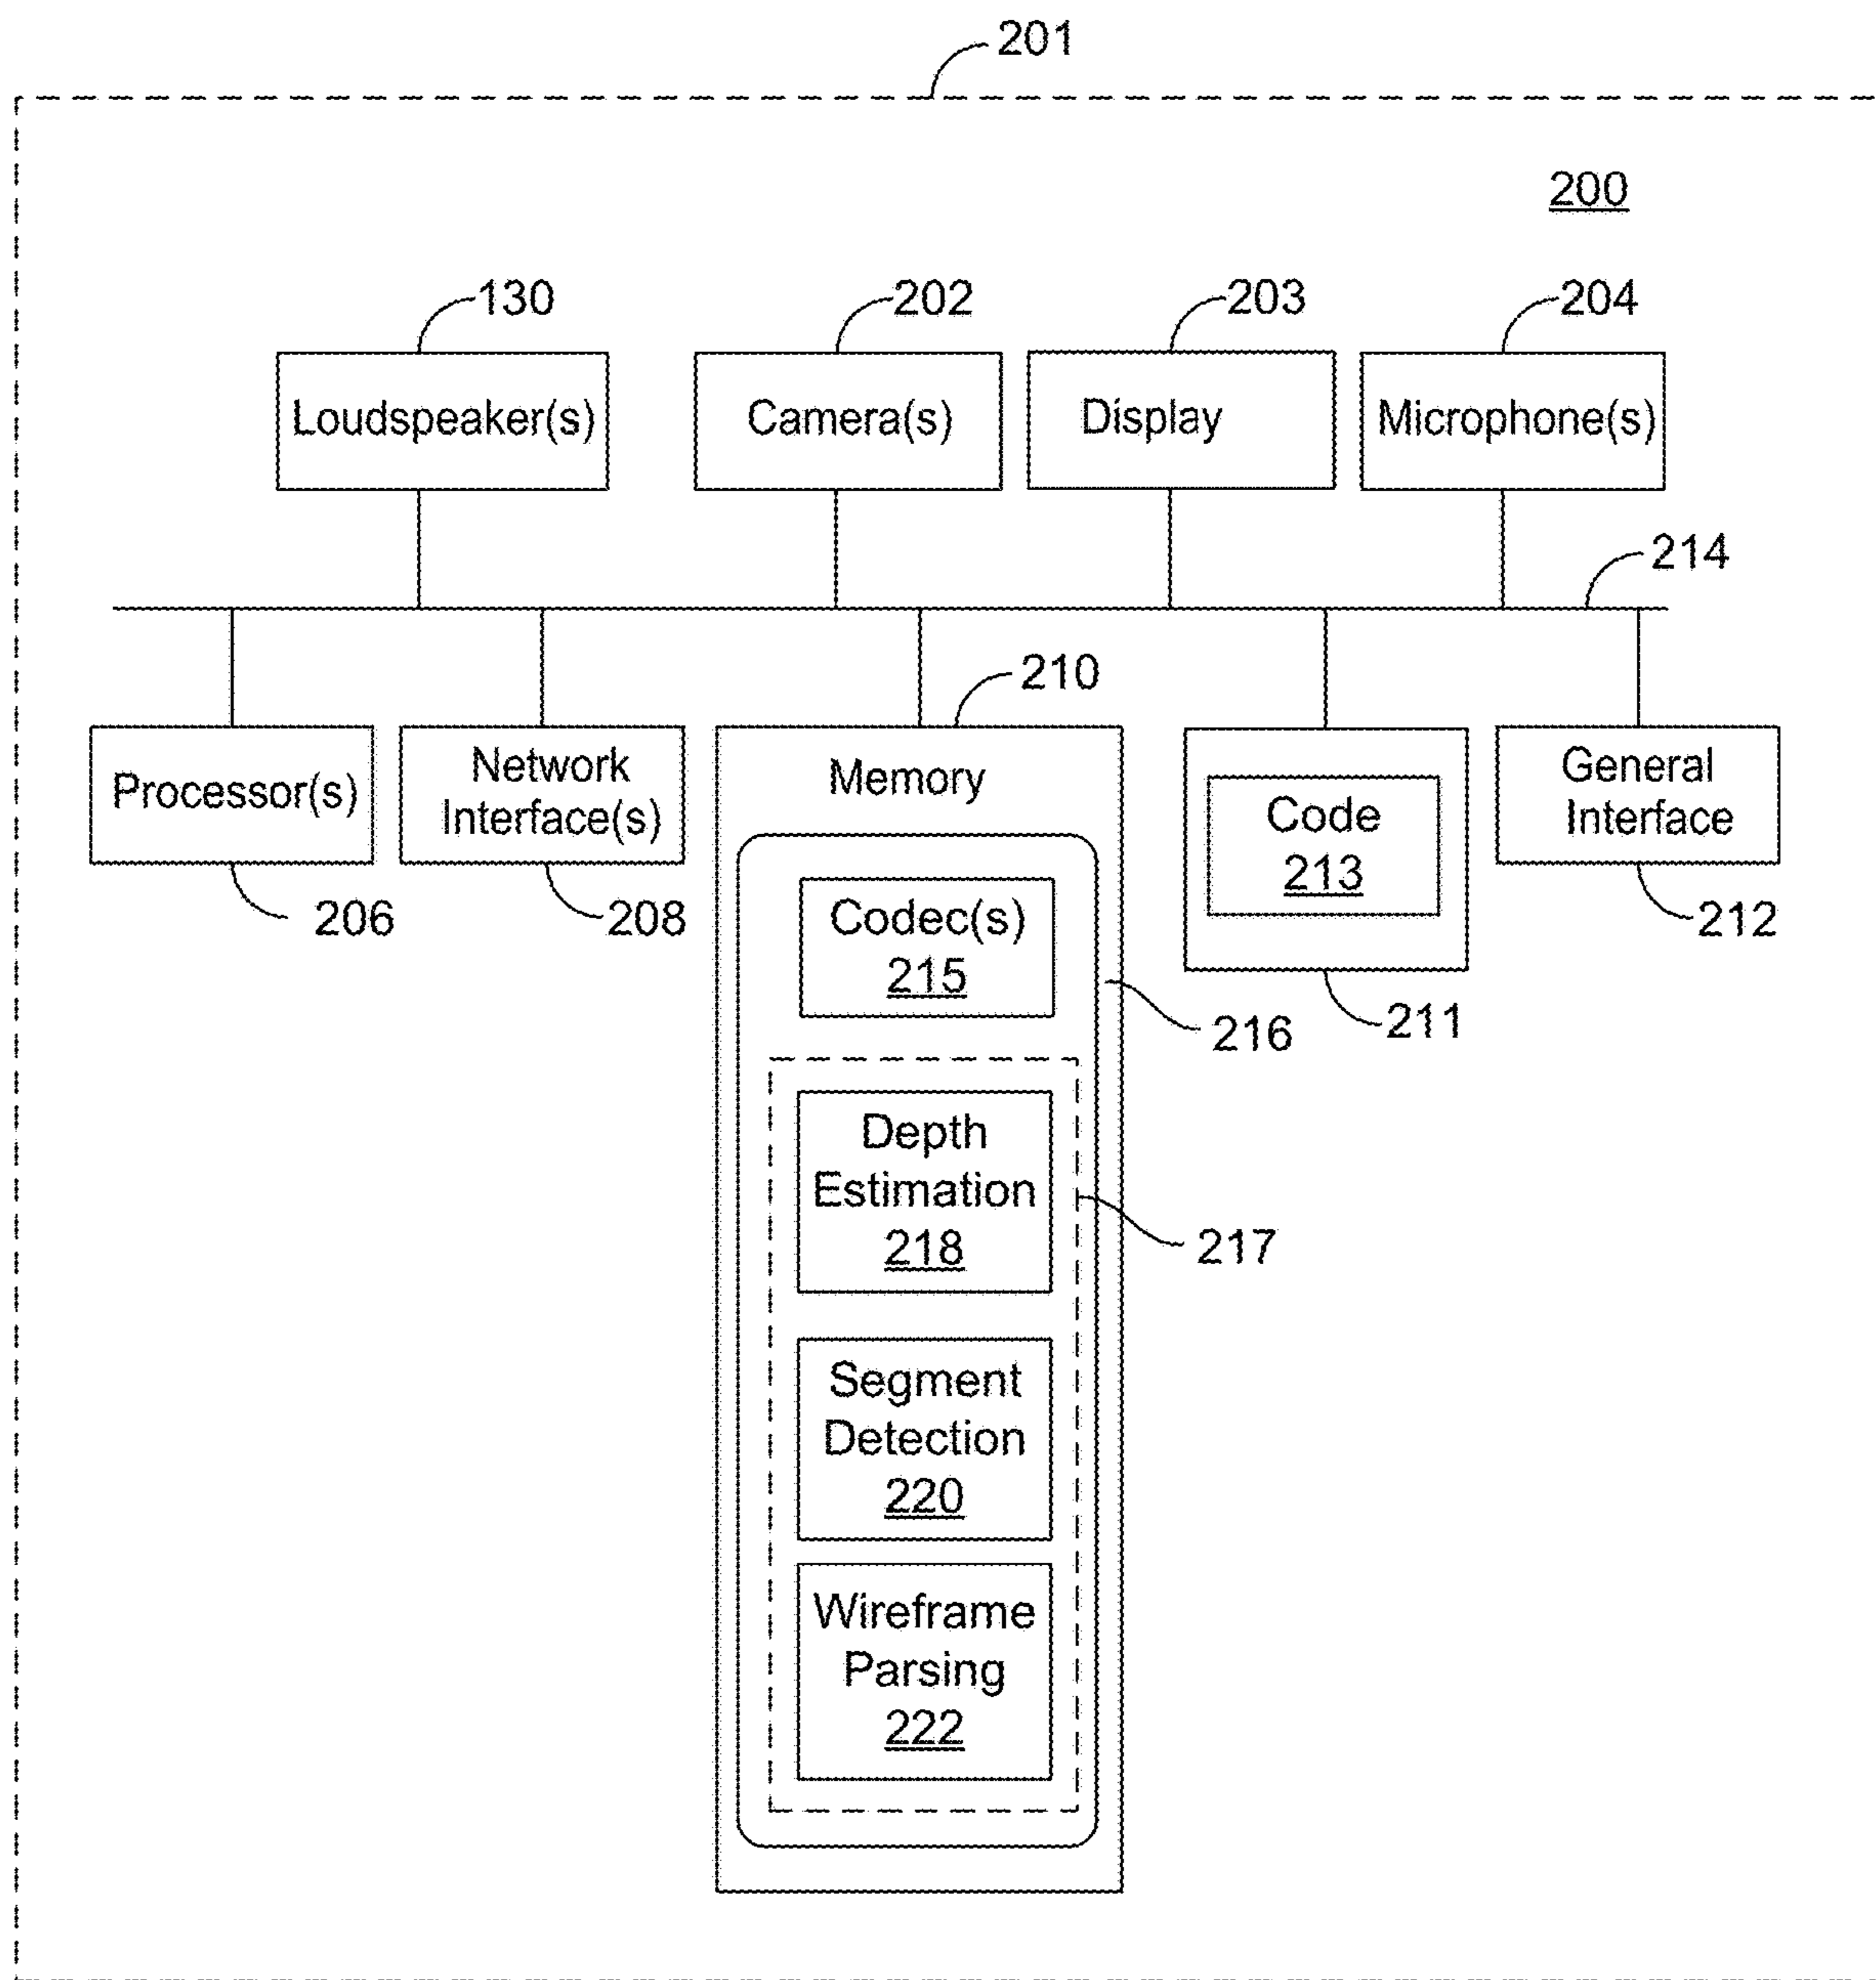 201
200
130
202
203
204
Loudspeaker(s)
Camera(s)
Display
Microphone(s)
214
210
Processor(s)
Network
Interface(s)
Memory
Code
213
General
Interface
206
208
212
Codec(s)
215
216
211
Depth
Estimation
218
217
Segment
Detection
220
Wireframe
Parsing
222